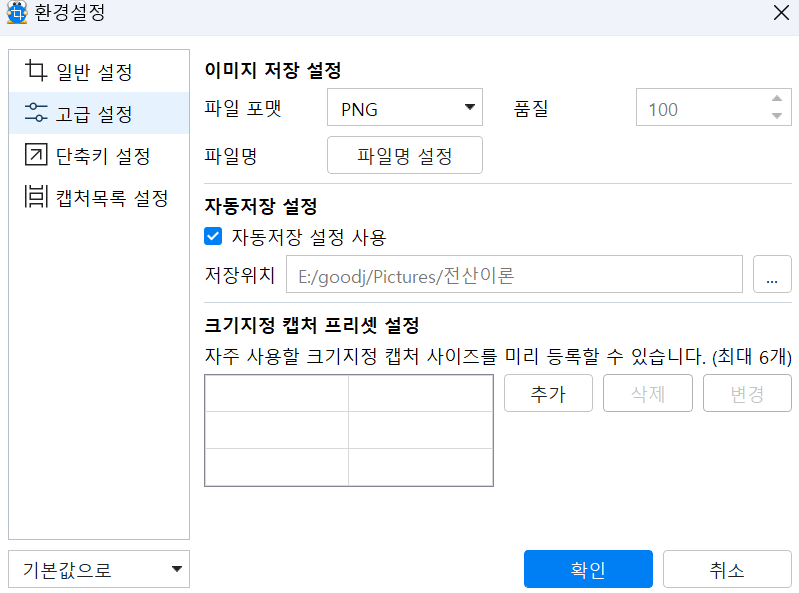 환경설정
일반 설정
고급 설정
단축키 설정
캡처목록 설정
기본값으로
이미지 저장 설정
파일 포맷 PNG 품질 100
파일명 파일명 설정
자동저장 설정
자동저장 설정 사용
저장위치 E:/goodj/Pictures/전산이론 ...
크기지정 캡처 프리셋 설정
자주 사용할 크기지정 캡처 사이즈를 미리 등록할 수 있습니다. (최대 6개)
추가 삭제 변경
확인 취소